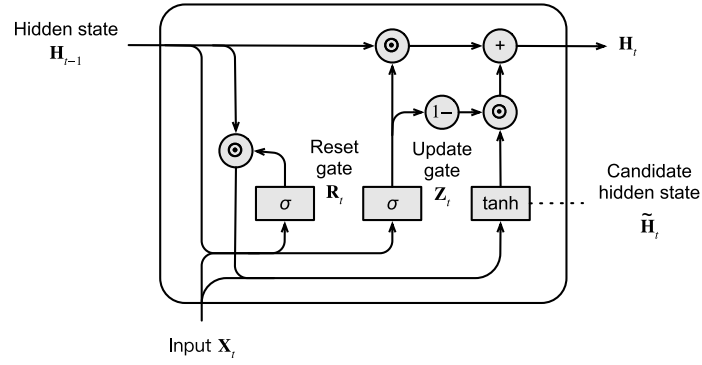 Hidden state
H_{t−1}
⊙
+
H_t
1−
⊙
⊙
Reset
gate
R_t
Update
gate
Z_t
σ
σ
tanh
Candidate
hidden state
H̃_t
Input X_t